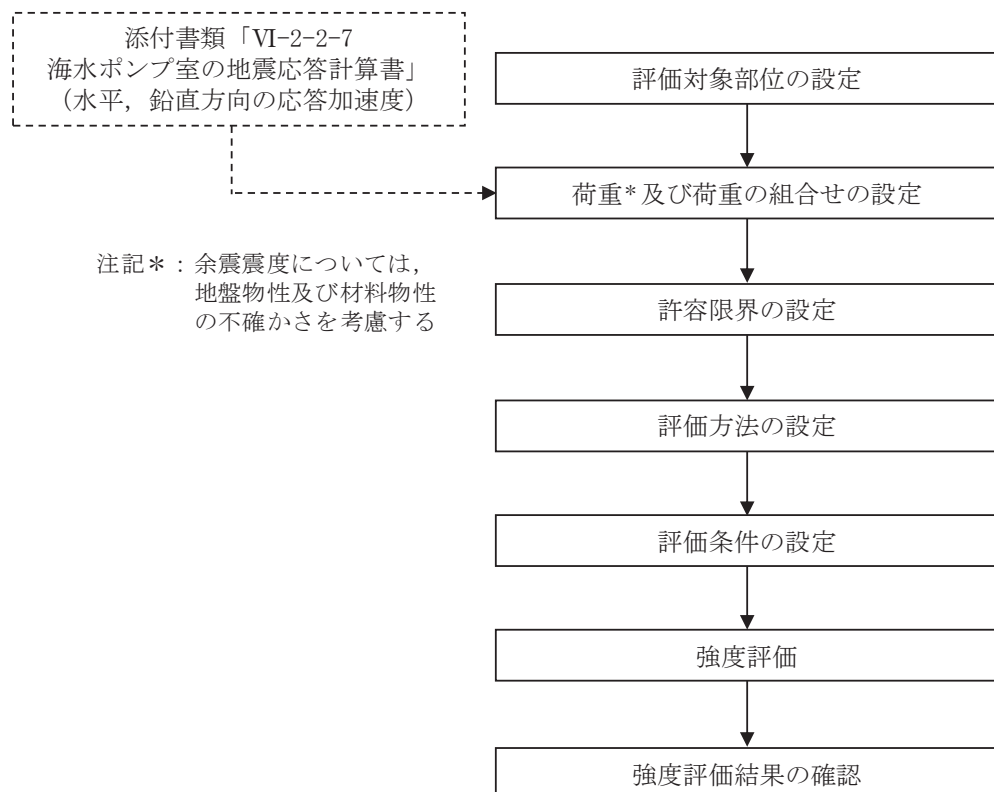 添付書類「Ⅵ-2-2-7
海水ポンプ室の地震応答計算書」
（水平，鉛直方向の応答加速度）
評価対象部位の設定
荷重*及び荷重の組合せの設定
注記＊：余震震度については，
地盤物性及び材料物性
の不確かさを考慮する
許容限界の設定
評価方法の設定
評価条件の設定
強度評価
強度評価結果の確認